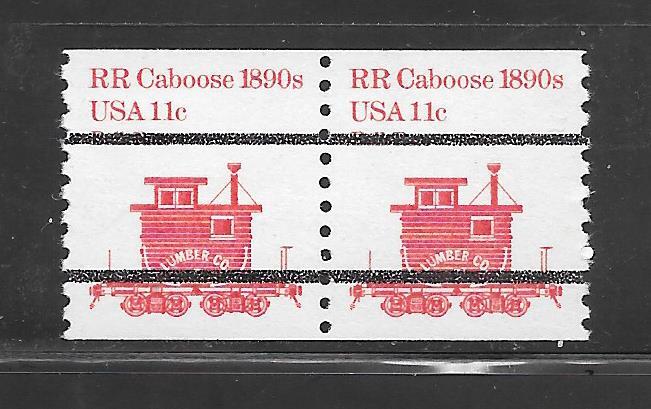 RR Caboose 1890s
USA 11c
LUMBER CO.
RR Caboose 1890s
USA 11c
LUMBER CO.